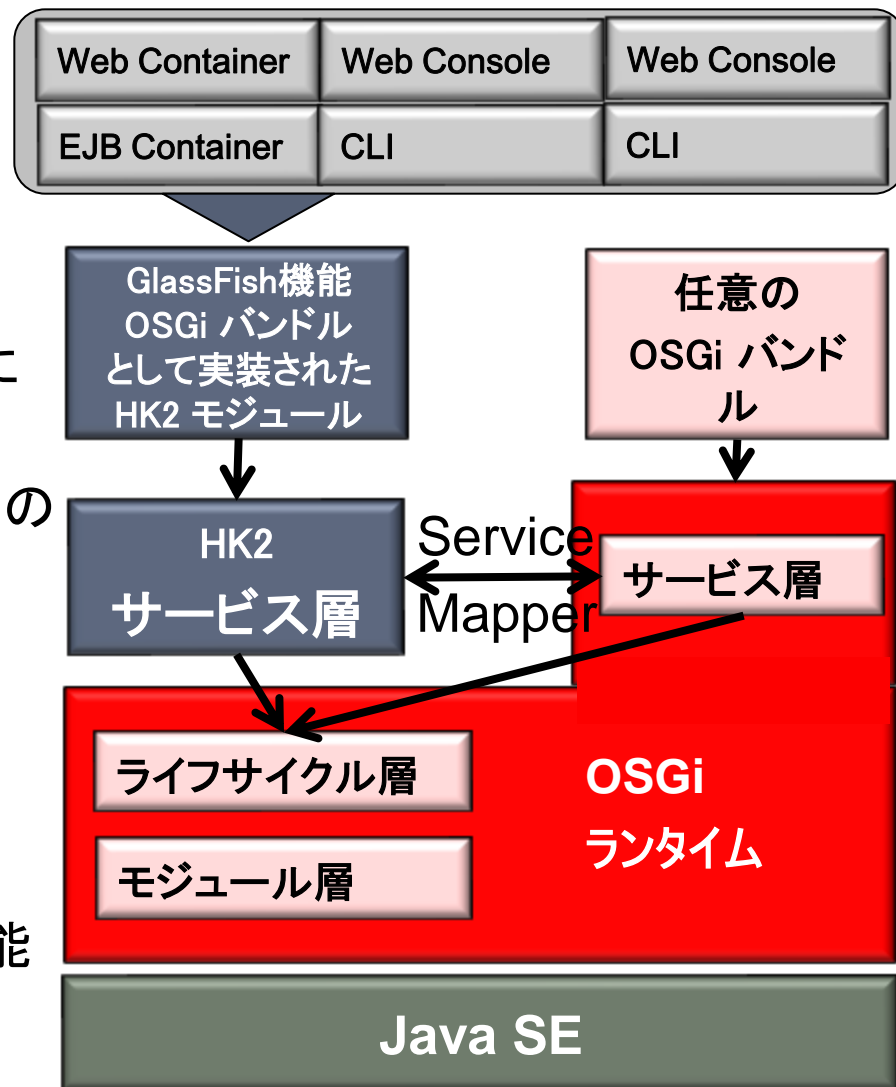 Web Container
Web Console
Web Console
EJB Container
CLI
CLI
GlassFish機能
OSGi バンドル
として実装された
HK2 モジュール
任意の
OSGi バンド
ル
に
の
HK2
サービス層
Service
Mapper
サービス層
ライフサイクル層
モジュール層
OSGi
ランタイム
能
Java SE